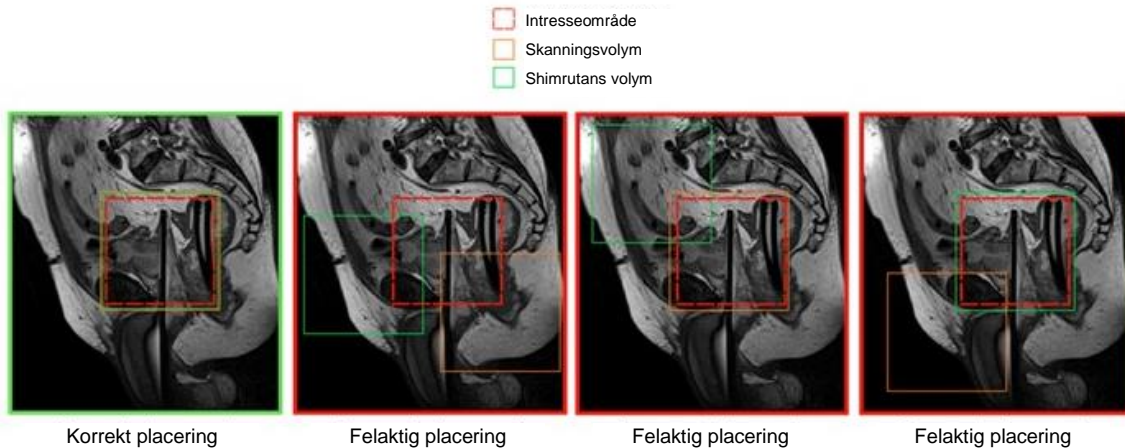 Intresseområde
Skanningsvolym
Shimrutans volym
Korrekt placering
Felaktig placering
Felaktig placering
Felaktig placering